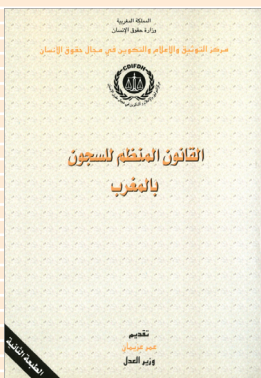 المملكة المغربية
وزارة حقوق الإنسان
مركز التوثيق والإعلام والتكوين في مجال حقوق الإنسان
CDIFDH
القانون المنظم للسجون
بالمغرب
تقديم
عمر عزيمان
وزير العدل
الطبعة الثانية